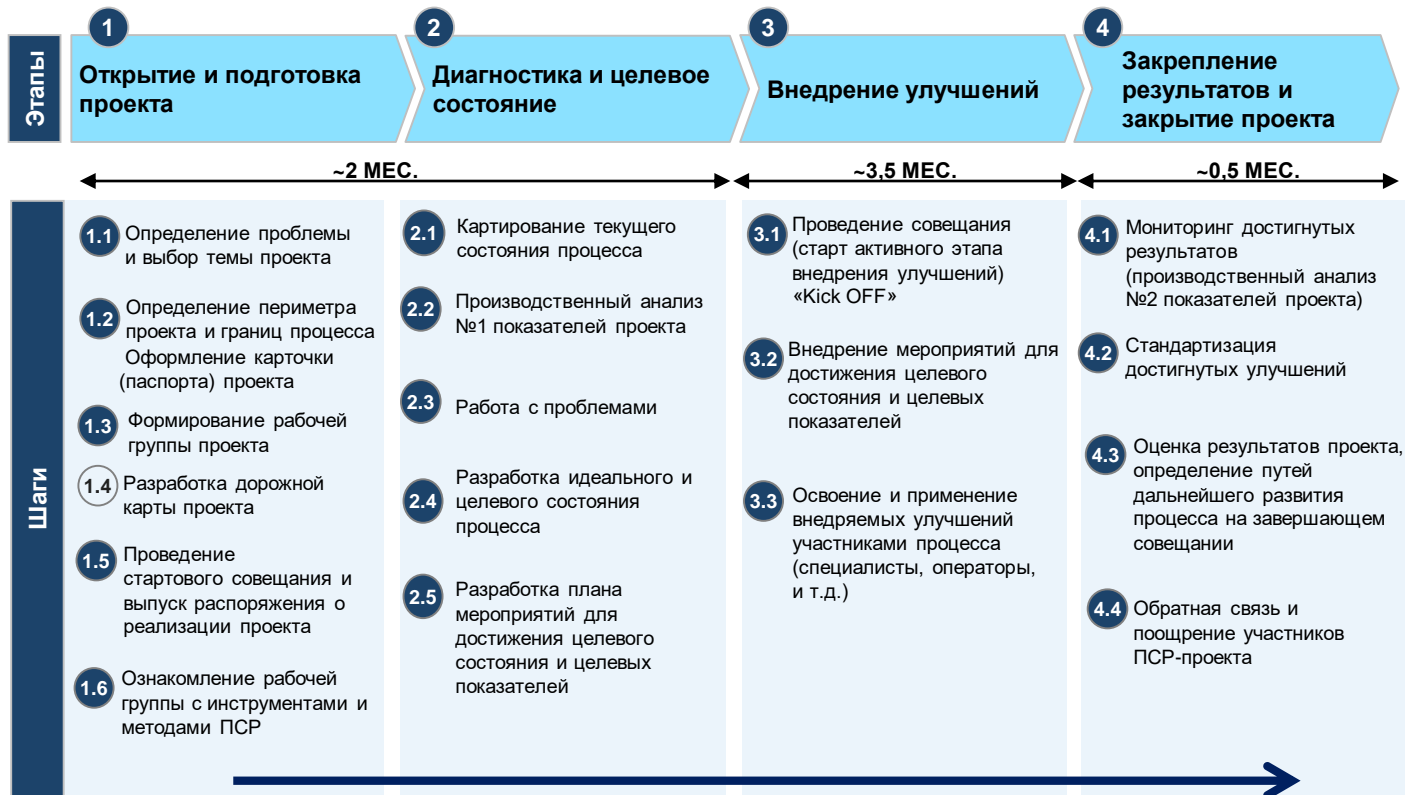 Этапы
1
Открытие и подготовка
проекта
2
Диагностика и целевое
состояние
3
Внедрение улучшений
4
Закрепление
результатов и
закрытие проекта
~2 МЕС.
~3,5 МЕС.
~0,5 МЕС.
Шаги
1.1
Определение проблемы
и выбор темы проекта
1.2
Определение периметра
проекта и границ процесса
Оформление карточки
(паспорта) проекта
1.3
Формирование рабочей
группы проекта
1.4
Разработка дорожной
карты проекта
1.5
Проведение
стартового совещания и
выпуск распоряжения о
реализации проекта
1.6
Ознакомление рабочей
группы с инструментами и
методами ПСР
2.1
Картирование текущего
состояния процесса
2.2
Производственный анализ
№1 показателей проекта
2.3
Работа с проблемами
2.4
Разработка идеального и
целевого состояния
процесса
2.5
Разработка плана
мероприятий для
достижения целевого
состояния и целевых
показателей
3.1
Проведение совещания
(старт активного этапа
внедрения улучшений)
«Kick OFF»
3.2
Внедрение мероприятий для
достижения целевого
состояния и целевых
показателей
3.3
Освоение и применение
внедряемых улучшений
участниками процесса
(специалисты, операторы,
и т.д.)
4.1
Мониторинг достигнутых
результатов
(производственный анализ
№2 показателей проекта)
4.2
Стандартизация
достигнутых улучшений
4.3
Оценка результатов проекта,
определение путей
дальнейшего развития
процесса на завершающем
совещании
4.4
Обратная связь и
поощрение участников
ПСР-проекта